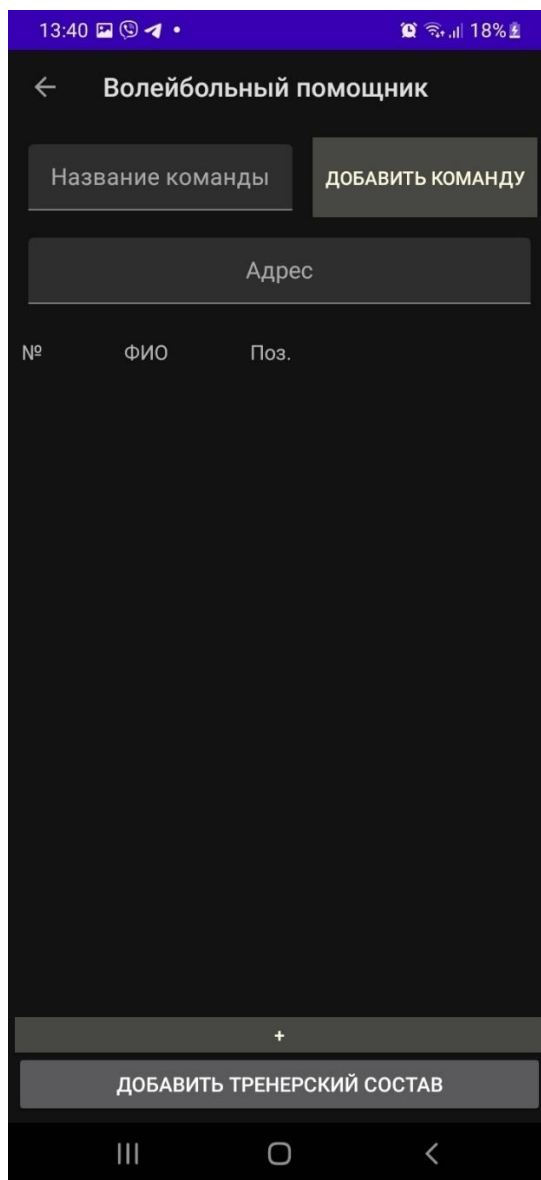 13:40 18%
Волейбольный помощник
Название команды ДОБАВИТЬ КОМАНДУ
Адрес
№ ФИО Поз.
+
ДОБАВИТЬ ТРЕНЕРСКИЙ СОСТАВ